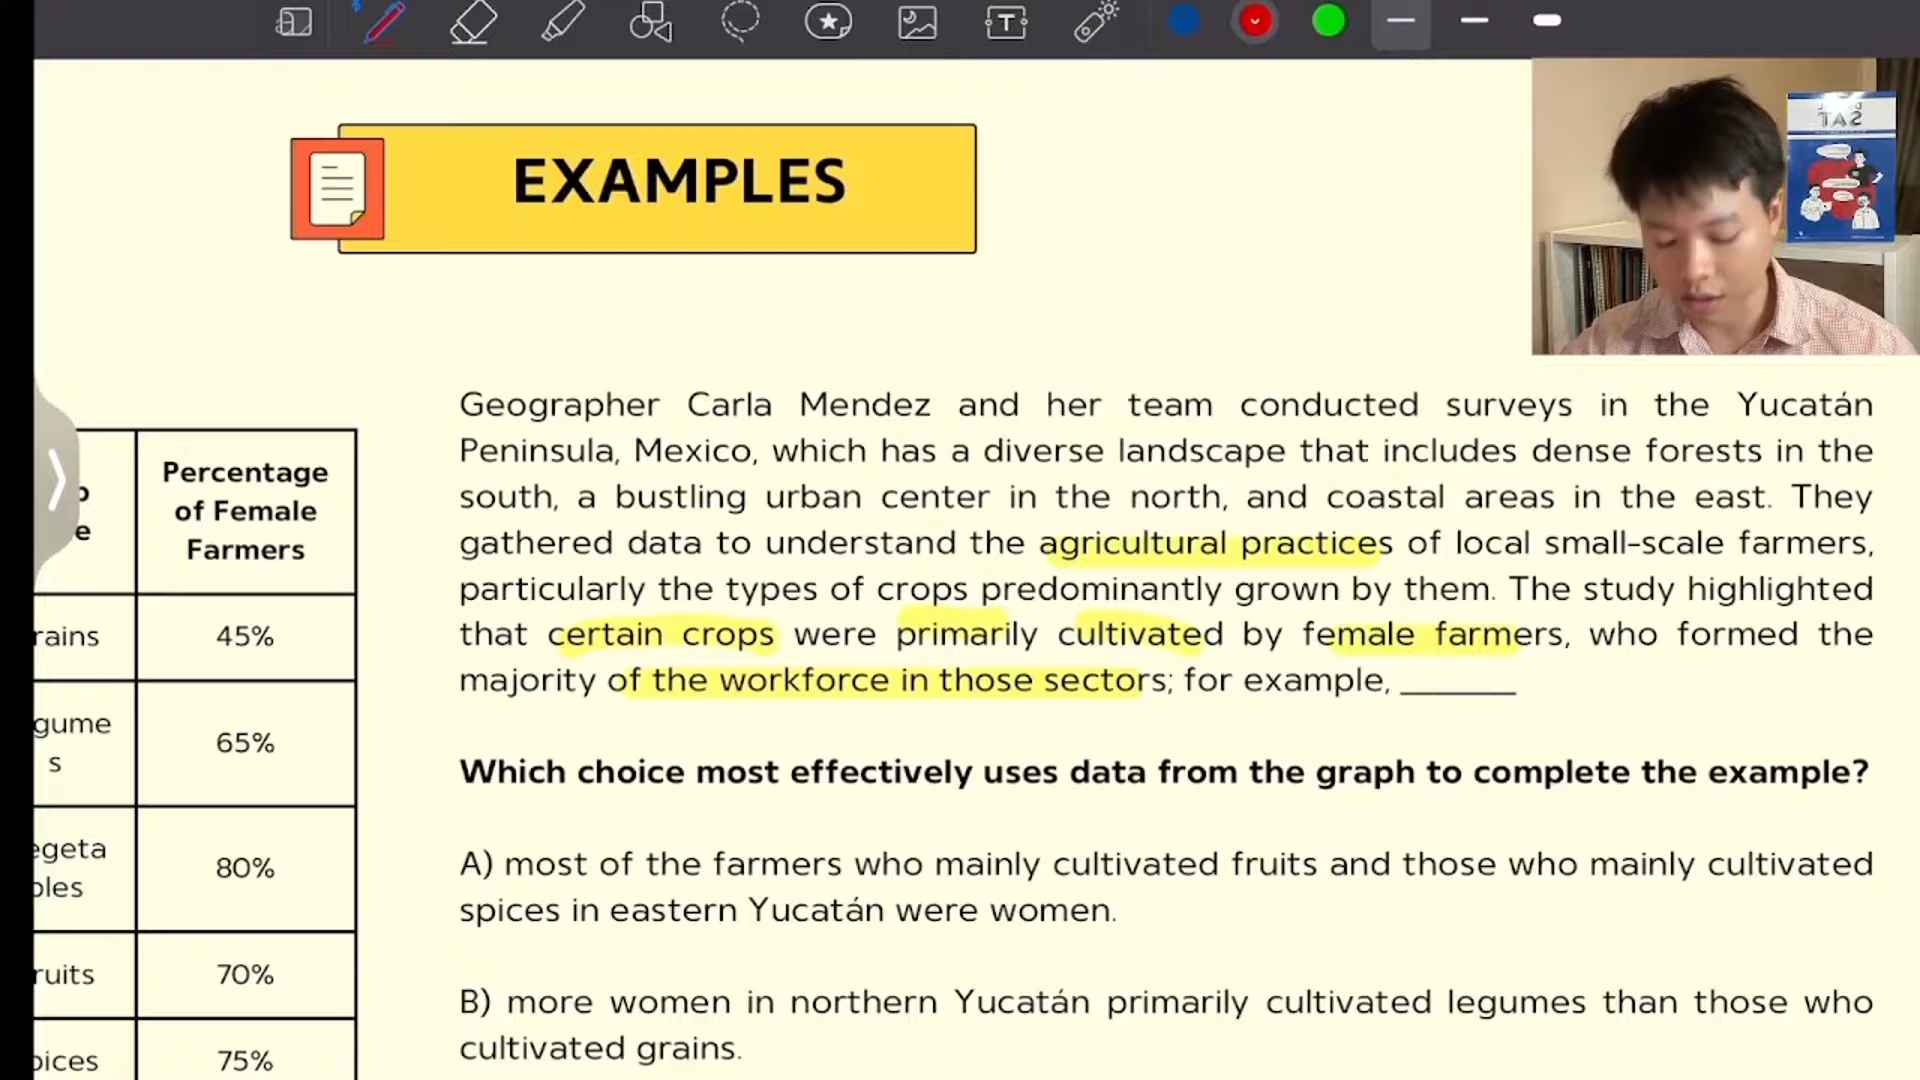 EXAMPLES
Percentage
of Female
Farmers
45%
65%
s
80%
70%
75%
Geographer Carla Mendez and her team conducted surveys in the Yucatán
Peninsula, Mexico, which has a diverse landscape that includes dense forests in the
south, a bustling urban center in the north, and coastal areas in the east. They
gathered data to understand the agricultural practices of local small-scale farmers,
particularly the types of crops predominantly grown by them. The study highlighted
that certain crops were primarily cultivated by female farmers, who formed the
majority of the workforce in those sectors; for example, ______
Which choice most effectively uses data from the graph to complete the example?
A) most of the farmers who mainly cultivated fruits and those who mainly cultivated
spices in eastern Yucatán were women.
B) more women in northern Yucatán primarily cultivated legumes than those who
cultivated grains.
SAT